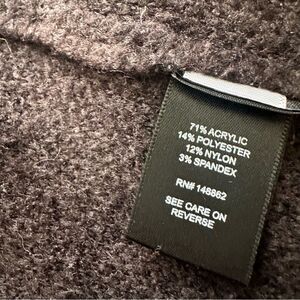 71% ACRYLIC
14% POLYESTER
12% NYLON
3% SPANDEX
RN# 148862
SEE CARE ON
REVERSE